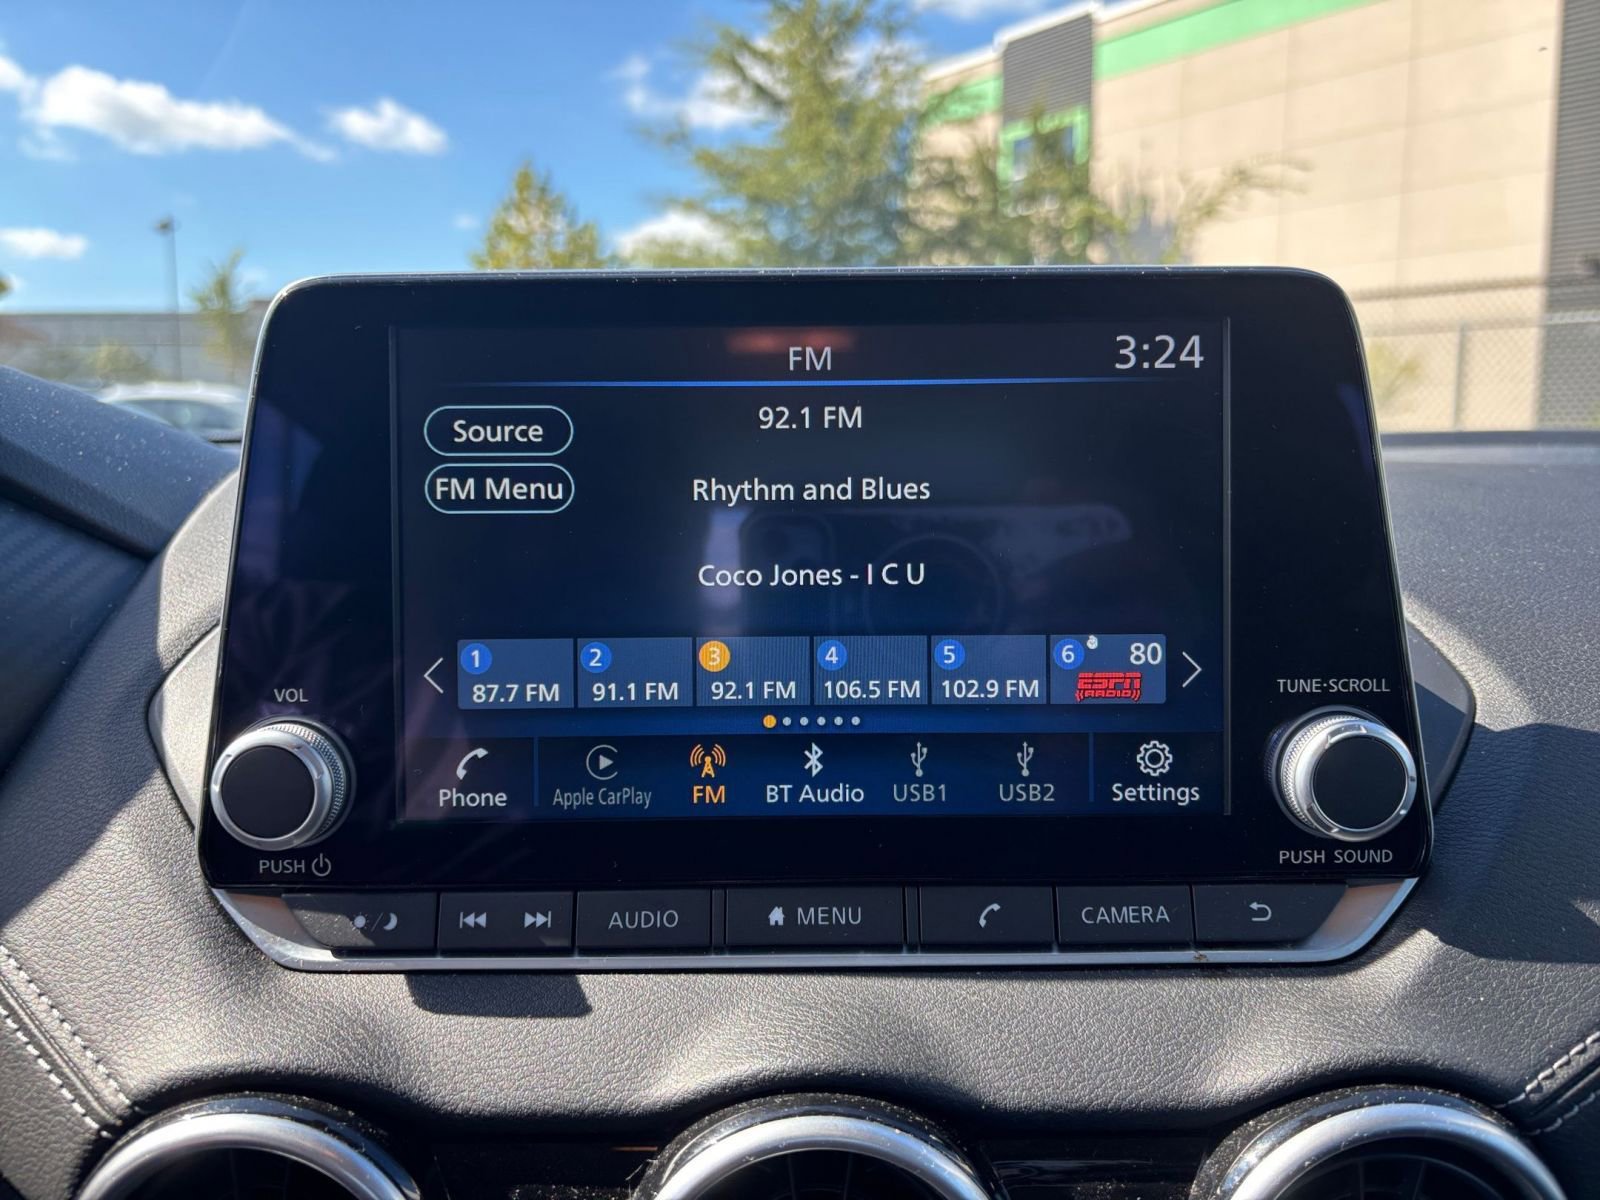 FM
3:24
92.1 FM
Source
FM Menu
Rhythm and Blues
Coco Jones - I C U
1 87.7 FM
2 91.1 FM
3 92.1 FM
4 106.5 FM
5 102.9 FM
6 80 ESPN RADIO
Phone
Apple CarPlay
FM
BT Audio
USB1
USB2
Settings
VOL
PUSH
TUNE·SCROLL
PUSH SOUND
AUDIO
MENU
CAMERA